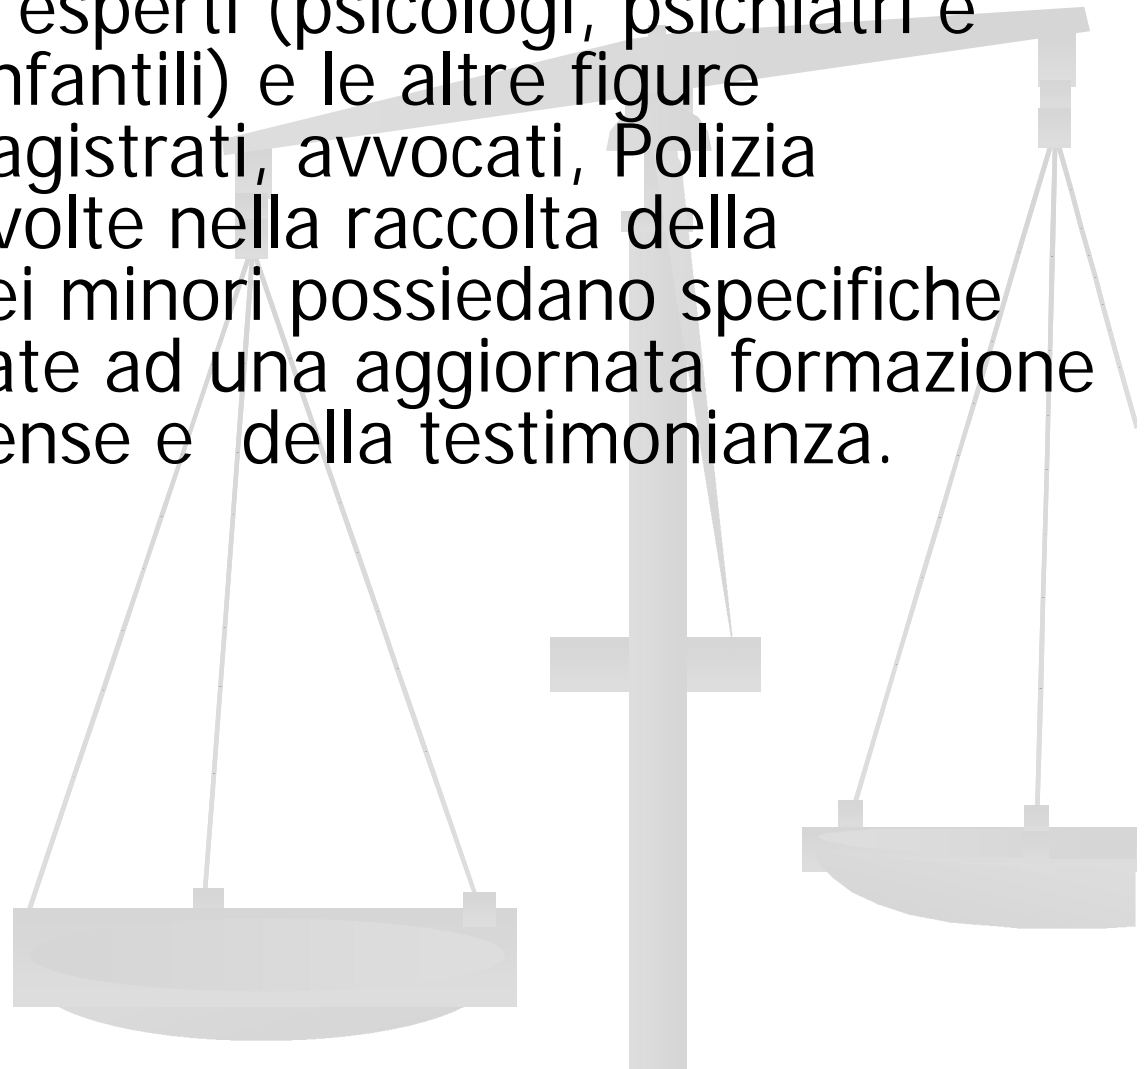 esperti (psicologi, psichiatri e
nfantili) e le altre figure
agistrati, avvocati, Polizia
volte nella raccolta della
ei minori possiedano specifiche
ate ad una aggiornata formazione
ense e della testimonianza.